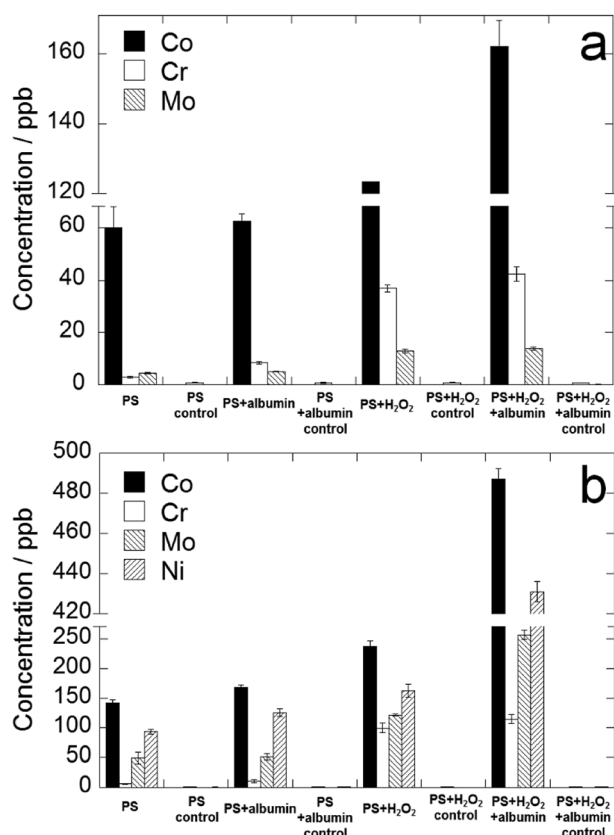 a
Co
Cr
Mo
Concentration / ppb
160
140
120
60
40
20
0
PS
PS
control
PS+albumin
PS
+albumin
control
PS+H₂O₂
PS+H₂O₂
control
PS+H₂O₂
+albumin
PS+H₂O₂
+albumin
control
b
Co
Cr
Mo
Ni
Concentration / ppb
500
480
460
440
420
250
200
150
100
50
0
PS
PS
control
PS+albumin
PS
+albumin
control
PS+H₂O₂
PS+H₂O₂
control
PS+H₂O₂
+albumin
PS+H₂O₂
+albumin
control